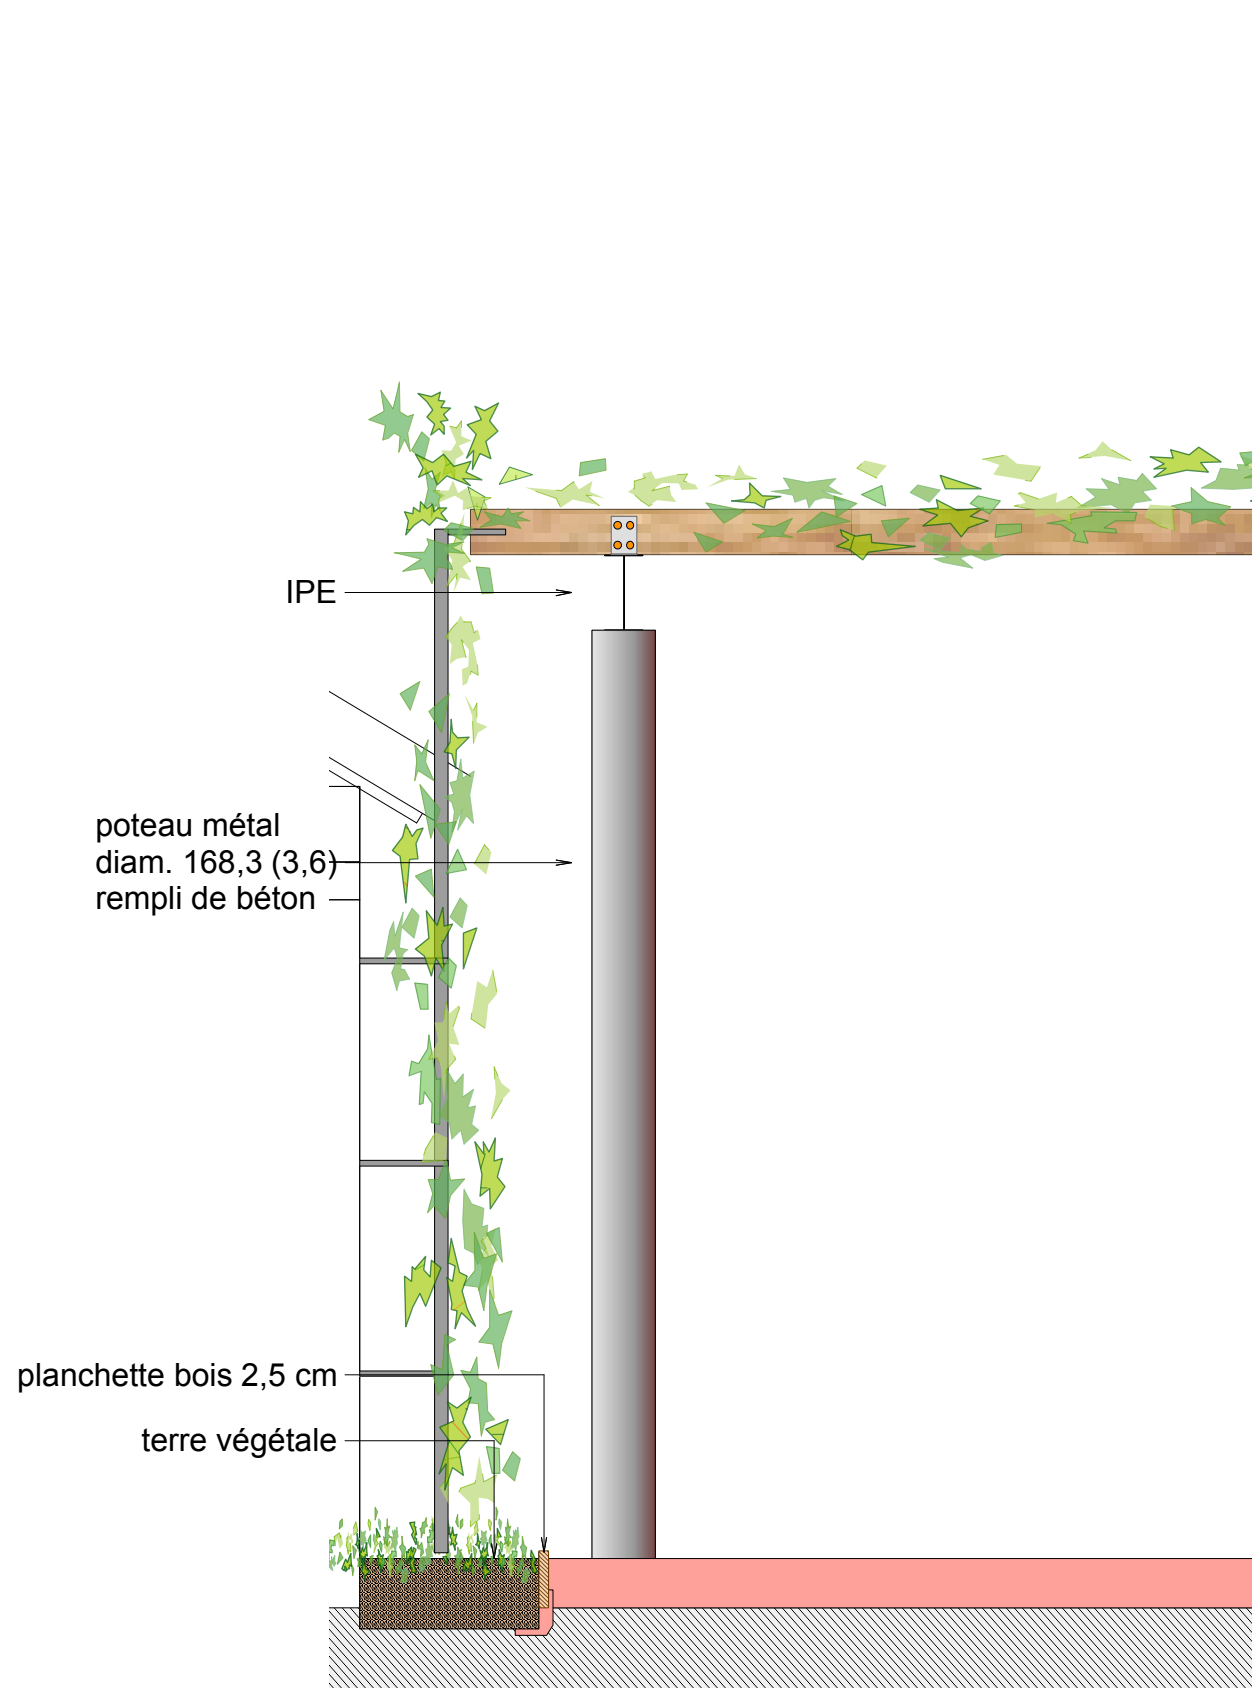 IPE
poteau métal
diam. 168,3 (3,6)
rempli de béton
planchette bois 2,5 cm
terre végétale